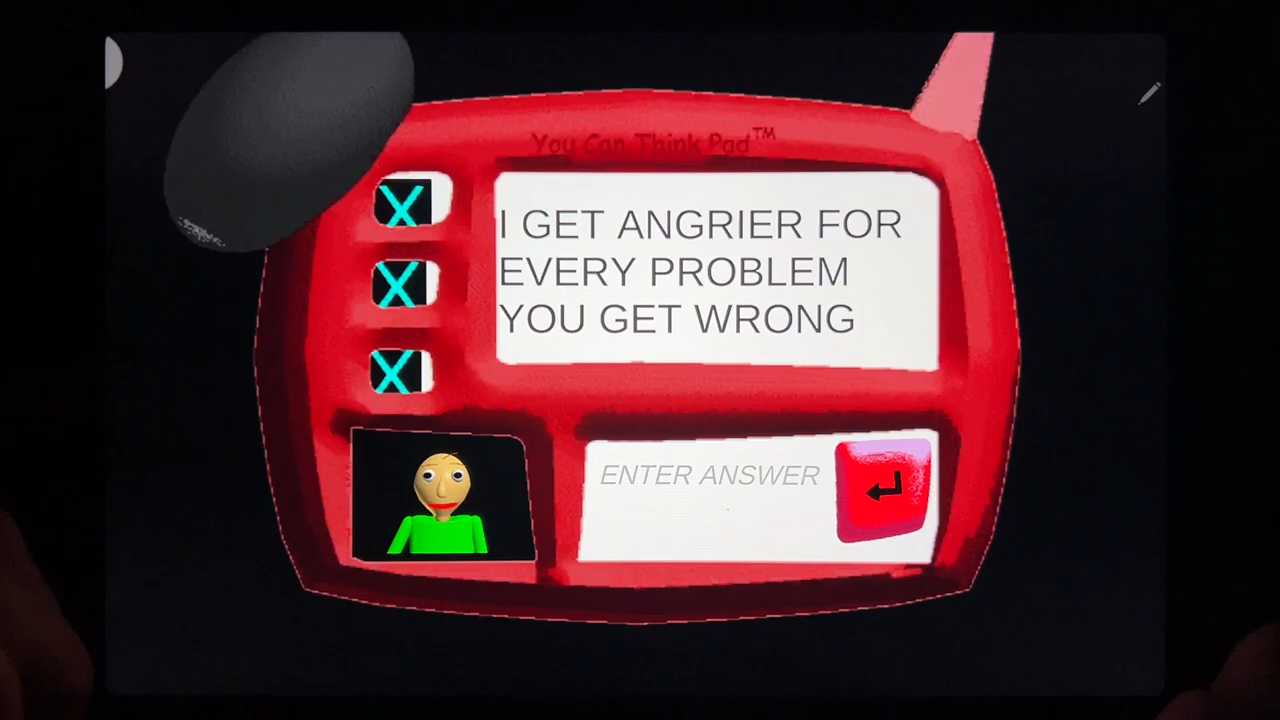 You Can Think Pad™
I GET ANGRIER FOR
EVERY PROBLEM
YOU GET WRONG
ENTER ANSWER